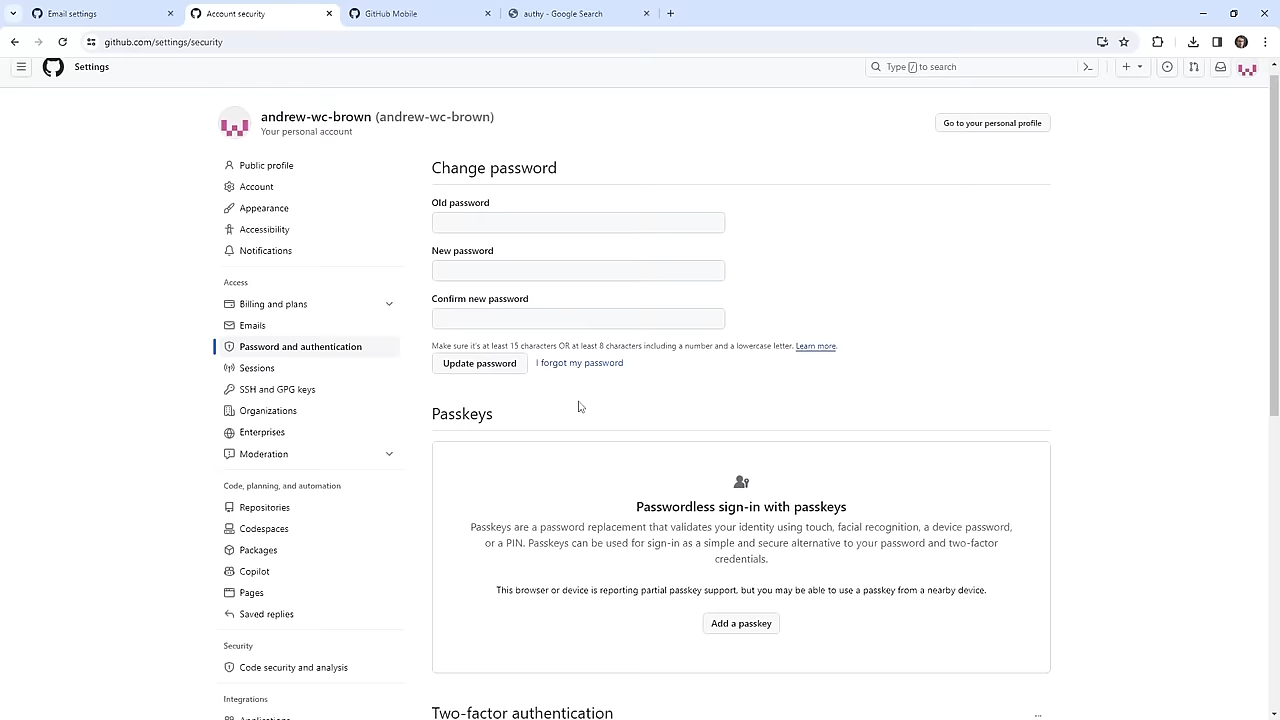 Email settings
Account security
GitHub Mobile
authy - Google Search
github.com/settings/security
Settings
Type / to search
andrew-wc-brown (andrew-wc-brown)
Your personal account
Go to your personal profile
Public profile
Account
Appearance
Accessibility
Notifications
Access
Billing and plans
Emails
Password and authentication
Sessions
SSH and GPG keys
Organizations
Enterprises
Moderation
Code, planning, and automation
Repositories
Codespaces
Packages
Copilot
Pages
Saved replies
Security
Code security and analysis
Integrations
Applications
Change password
Old password
New password
Confirm new password
Make sure it's at least 15 characters OR at least 8 characters including a number and a lowercase letter. Learn more.
Update password I forgot my password
Passkeys
Passwordless sign-in with passkeys
Passkeys are a password replacement that validates your identity using touch, facial recognition, a device password,
or a PIN. Passkeys can be used for sign-in as a simple and secure alternative to your password and two-factor
credentials.
This browser or device is reporting partial passkey support, but you may be able to use a passkey from a nearby device.
Add a passkey
Two-factor authentication